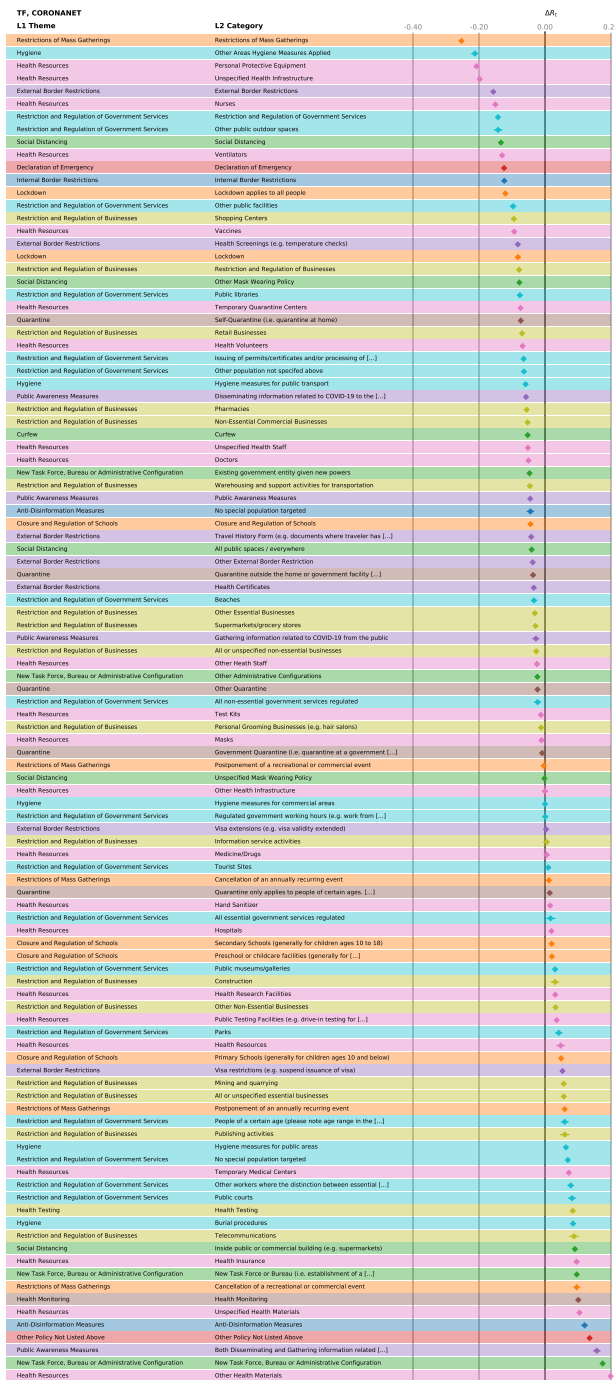 TF, CORONANET ΔRt
L1 Theme L2 Category -0.40 -0.20 0.00 0.2
Restrictions of Mass Gatherings Restrictions of Mass Gatherings
Hygiene Other Areas Hygiene Measures Applied
Health Resources Personal Protective Equipment
Health Resources Unspecified Health Infrastructure
External Border Restrictions External Border Restrictions
Health Resources Nurses
Restriction and Regulation of Government Services Restriction and Regulation of Government Services
Restriction and Regulation of Government Services Other public outdoor spaces
Social Distancing Social Distancing
Health Resources Ventilators
Declaration of Emergency Declaration of Emergency
Internal Border Restrictions Internal Border Restrictions
Lockdown Lockdown applies to all people
Restriction and Regulation of Government Services Other public facilities
Restriction and Regulation of Businesses Shopping Centers
Health Resources Vaccines
External Border Restrictions Health Screenings (e.g. temperature checks)
Lockdown Lockdown
Restriction and Regulation of Businesses Restriction and Regulation of Businesses
Social Distancing Other Mask Wearing Policy
Restriction and Regulation of Government Services Public libraries
Health Resources Temporary Quarantine Centers
Quarantine Self-Quarantine (i.e. quarantine at home)
Restriction and Regulation of Businesses Retail Businesses
Health Resources Health Volunteers
Restriction and Regulation of Government Services Issuing of permits/certificates and/or processing of [...]
Restriction and Regulation of Government Services Other population not specifed above
Hygiene Hygiene measures for public transport
Public Awareness Measures Disseminating information related to COVID-19 to the [...]
Restriction and Regulation of Businesses Pharmacies
Restriction and Regulation of Businesses Non-Essential Commercial Businesses
Curfew Curfew
Health Resources Unspecified Health Staff
Health Resources Doctors
New Task Force, Bureau or Administrative Configuration Existing government entity given new powers
Restriction and Regulation of Businesses Warehousing and support activities for transportation
Public Awareness Measures Public Awareness Measures
Anti-Disinformation Measures No special population targeted
Closure and Regulation of Schools Closure and Regulation of Schools
External Border Restrictions Travel History Form (e.g. documents where traveler has [...]
Social Distancing All public spaces / everywhere
External Border Restrictions Other External Border Restriction
Quarantine Quarantine outside the home or government facility [...]
External Border Restrictions Health Certificates
Restriction and Regulation of Government Services Beaches
Restriction and Regulation of Businesses Other Essential Businesses
Restriction and Regulation of Businesses Supermarkets/grocery stores
Public Awareness Measures Gathering information related to COVID-19 from the public
Restriction and Regulation of Businesses All or unspecified non-essential businesses
Health Resources Other Heath Staff
New Task Force, Bureau or Administrative Configuration Other Administrative Configurations
Quarantine Other Quarantine
Restriction and Regulation of Government Services All non-essential government services regulated
Health Resources Test Kits
Restriction and Regulation of Businesses Personal Grooming Businesses (e.g. hair salons)
Health Resources Masks
Quarantine Government Quarantine (i.e. quarantine at a government [...]
Restrictions of Mass Gatherings Postponement of a recreational or commercial event
Social Distancing Unspecified Mask Wearing Policy
Health Resources Other Health Infrastructure
Hygiene Hygiene measures for commercial areas
Restriction and Regulation of Government Services Regulated government working hours (e.g. work from [...]
External Border Restrictions Visa extensions (e.g. visa validity extended)
Restriction and Regulation of Businesses Information service activities
Health Resources Medicine/Drugs
Restriction and Regulation of Government Services Tourist Sites
Restrictions of Mass Gatherings Cancellation of an annually recurring event
Quarantine Quarantine only applies to people of certain ages. [...]
Health Resources Hand Sanitizer
Restriction and Regulation of Government Services All essential government services regulated
Health Resources Hospitals
Closure and Regulation of Schools Secondary Schools (generally for children ages 10 to 18)
Closure and Regulation of Schools Preschool or childcare facilities (generally for [...]
Restriction and Regulation of Government Services Public museums/galleries
Restriction and Regulation of Businesses Construction
Health Resources Health Research Facilities
Restriction and Regulation of Businesses Other Non-Essential Businesses
Health Resources Public Testing Facilities (e.g. drive-in testing for [...]
Restriction and Regulation of Government Services Parks
Health Resources Health Resources
Closure and Regulation of Schools Primary Schools (generally for children ages 10 and below)
External Border Restrictions Visa restrictions (e.g. suspend issuance of visa)
Restriction and Regulation of Businesses Mining and quarrying
Restriction and Regulation of Businesses All or unspecified essential businesses
Restrictions of Mass Gatherings Postponement of an annually recurring event
Restriction and Regulation of Government Services People of a certain age (please note age range in the [...]
Restriction and Regulation of Businesses Publishing activities
Hygiene Hygiene measures for public areas
Restriction and Regulation of Government Services No special population targeted
Health Resources Temporary Medical Centers
Restriction and Regulation of Government Services Other workers where the distinction between essential [...]
Restriction and Regulation of Government Services Public courts
Health Testing Health Testing
Hygiene Burial procedures
Restriction and Regulation of Businesses Telecommunications
Social Distancing Inside public or commercial building (e.g. supermarkets)
Health Resources Health Insurance
New Task Force, Bureau or Administrative Configuration New Task Force or Bureau (i.e. establishment of a [...]
Restrictions of Mass Gatherings Cancellation of a recreational or commercial event
Health Monitoring Health Monitoring
Health Resources Unspecified Health Materials
Anti-Disinformation Measures Anti-Disinformation Measures
Other Policy Not Listed Above Other Policy Not Listed Above
Public Awareness Measures Both Disseminating and Gathering information related [...]
New Task Force, Bureau or Administrative Configuration New Task Force, Bureau or Administrative Configuration
Health Resources Other Health Materials